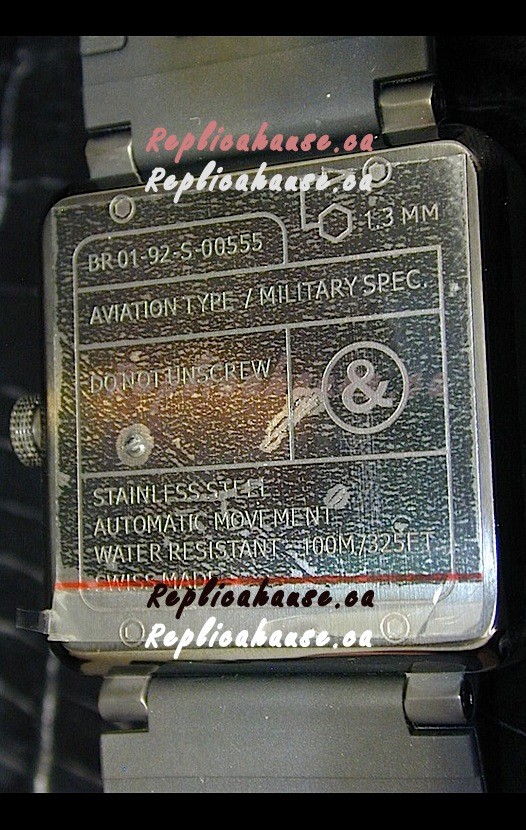 Replicahause.ca
Replicahause.ca
1.3 MM
BR 01-92-S-00555
AVIATION TYPE / MILITARY SPEC.
DO NOT UNSCREW
&
STAINLESS STEEL
AUTOMATIC MOVEMENT
WATER RESISTANT - 100M/325FT
SWISS MADE
Replicahause.ca
Replicahause.ca